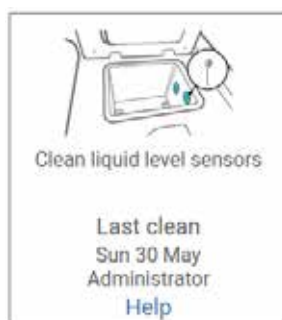 Clean liquid level sensors
Last clean
Sun 30 May
Administrator
Help